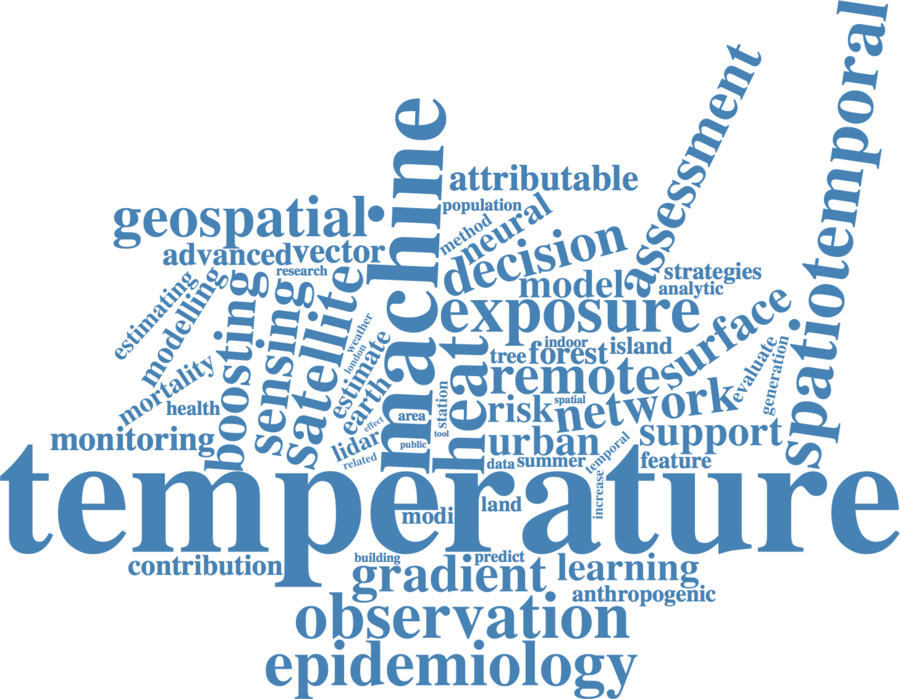 spatiotemporal
assessment
machine
attributable
population
geospatial
neural
method
decision
advanced
vector
research
strategies
model
analytic
estimating
modelling
boosting
sensing
satellite
exposure
surface
weather
london
estimate
earth
heat
indoor
tree
forest
island
evaluate
generation
remote
mortality
health
area
station
risk
spatial
network
effect
tool
public
monitoring
lidar
related
urban
support
temporal
data
summer
feature
increase
temperature
modi
land
contribution
building
predict
gradient
learning
anthropogenic
observation
epidemiology